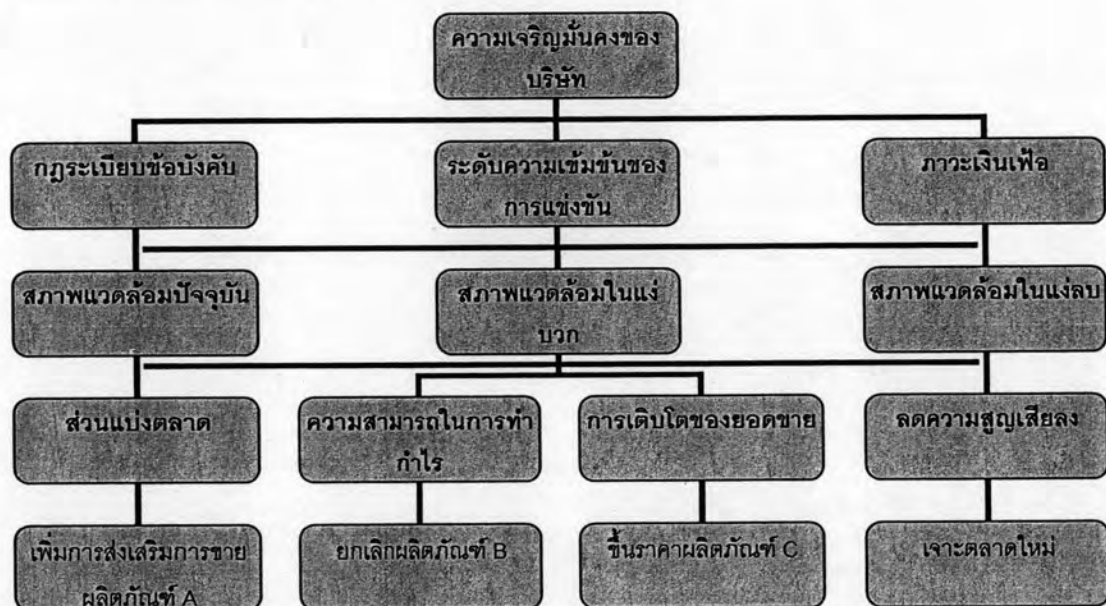 ความเจริญมั่นคงของ
บริษัท
กฎระเบียบข้อบังคับ
ระดับความเข้มข้นของ
การแข่งขัน
ภาวะเงินเฟ้อ
สภาพแวดล้อมปัจจุบัน
สภาพแวดล้อมในแง่
บวก
สภาพแวดล้อมในแง่ลบ
ส่วนแบ่งตลาด
ความสามารถในการทำ
กำไร
การเติบโตของยอดขาย
ลดความสูญเสียลง
เพิ่มการส่งเสริมการขาย
ผลิตภัณฑ์ A
ยกเลิกผลิตภัณฑ์ B
ขึ้นราคาผลิตภัณฑ์ C
เจาะตลาดใหม่